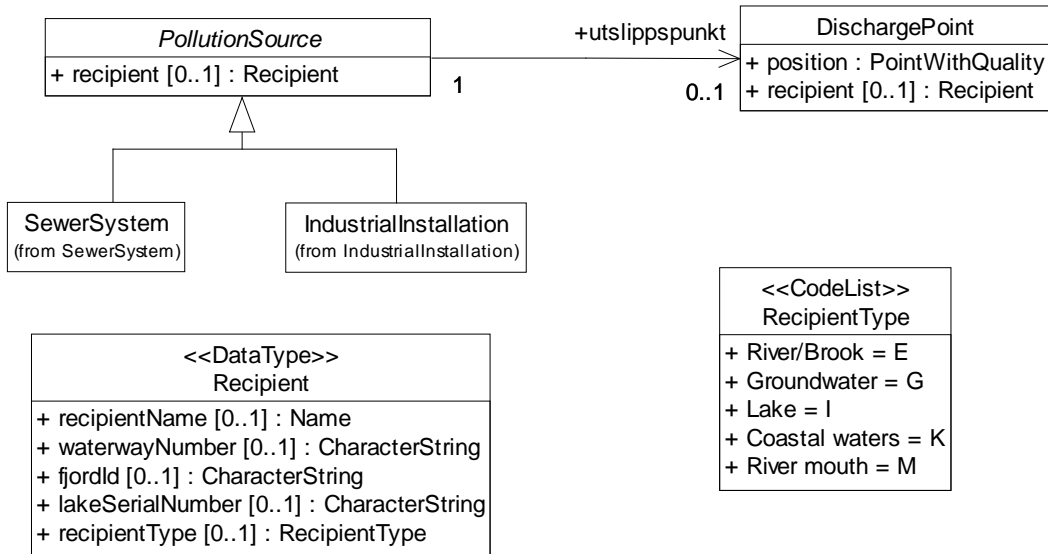 PollutionSource
+ recipient [0..1] : Recipient
+utslippspunkt
1
0..1
DischargePoint
+ position : PointWithQuality
+ recipient [0..1] : Recipient
SewerSystem
(from SewerSystem)
IndustrialInstallation
(from IndustrialInstallation)
<<DataType>>
Recipient
+ recipientName [0..1] : Name
+ waterwayNumber [0..1] : CharacterString
+ fjordId [0..1] : CharacterString
+ lakeSerialNumber [0..1] : CharacterString
+ recipientType [0..1] : RecipientType
<<CodeList>>
RecipientType
+ River/Brook = E
+ Groundwater = G
+ Lake = I
+ Coastal waters = K
+ River mouth = M